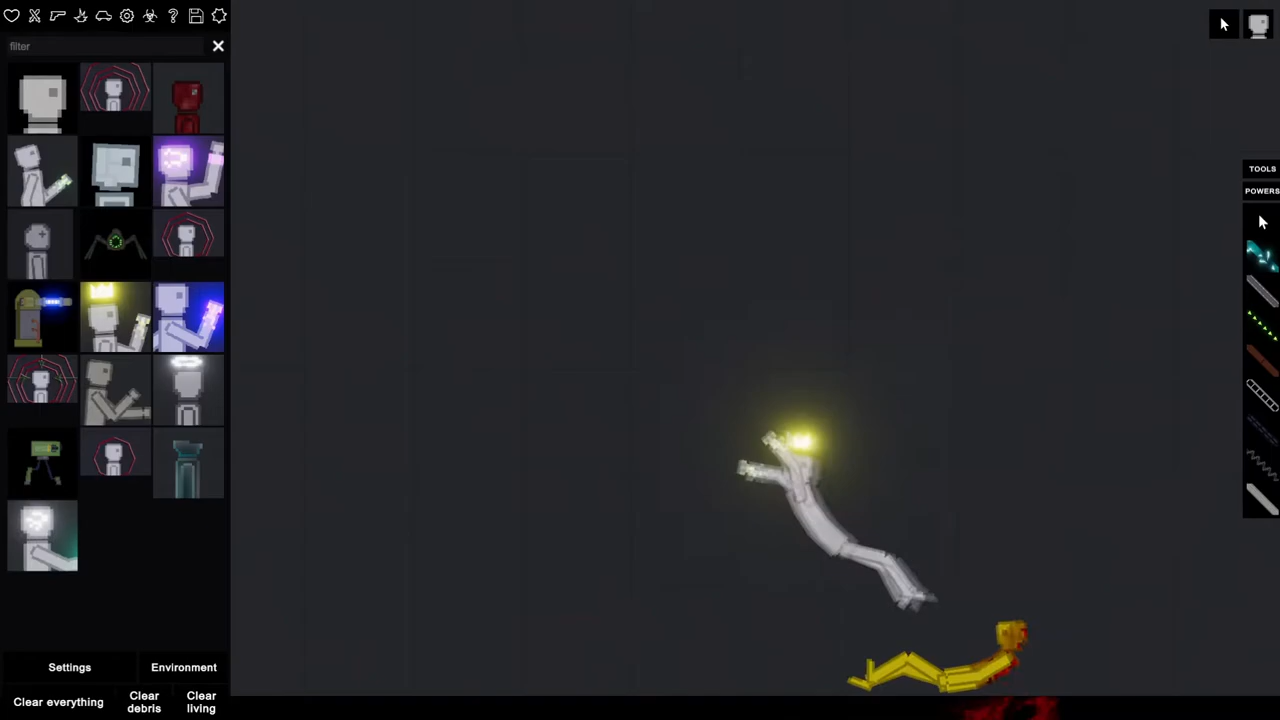 filter
TOOLS
POWERS
Settings
Environment
Clear everything
Clear
debris
Clear
living